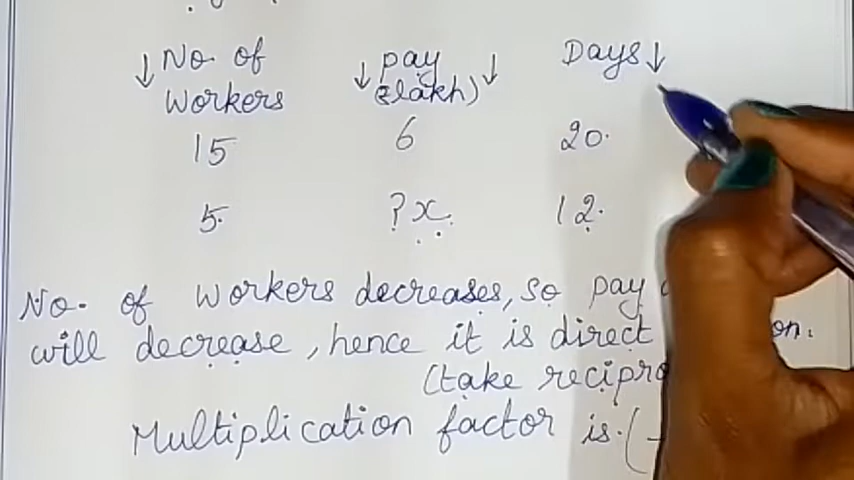 ↓ No. of ↓ pay ↓ Days ↓
Workers (₹lakh)
15 6 20.
5. ? x. 12.
No. of workers decreases, so pay
will decrease, hence it is direct
(take
Multiplication factor is (